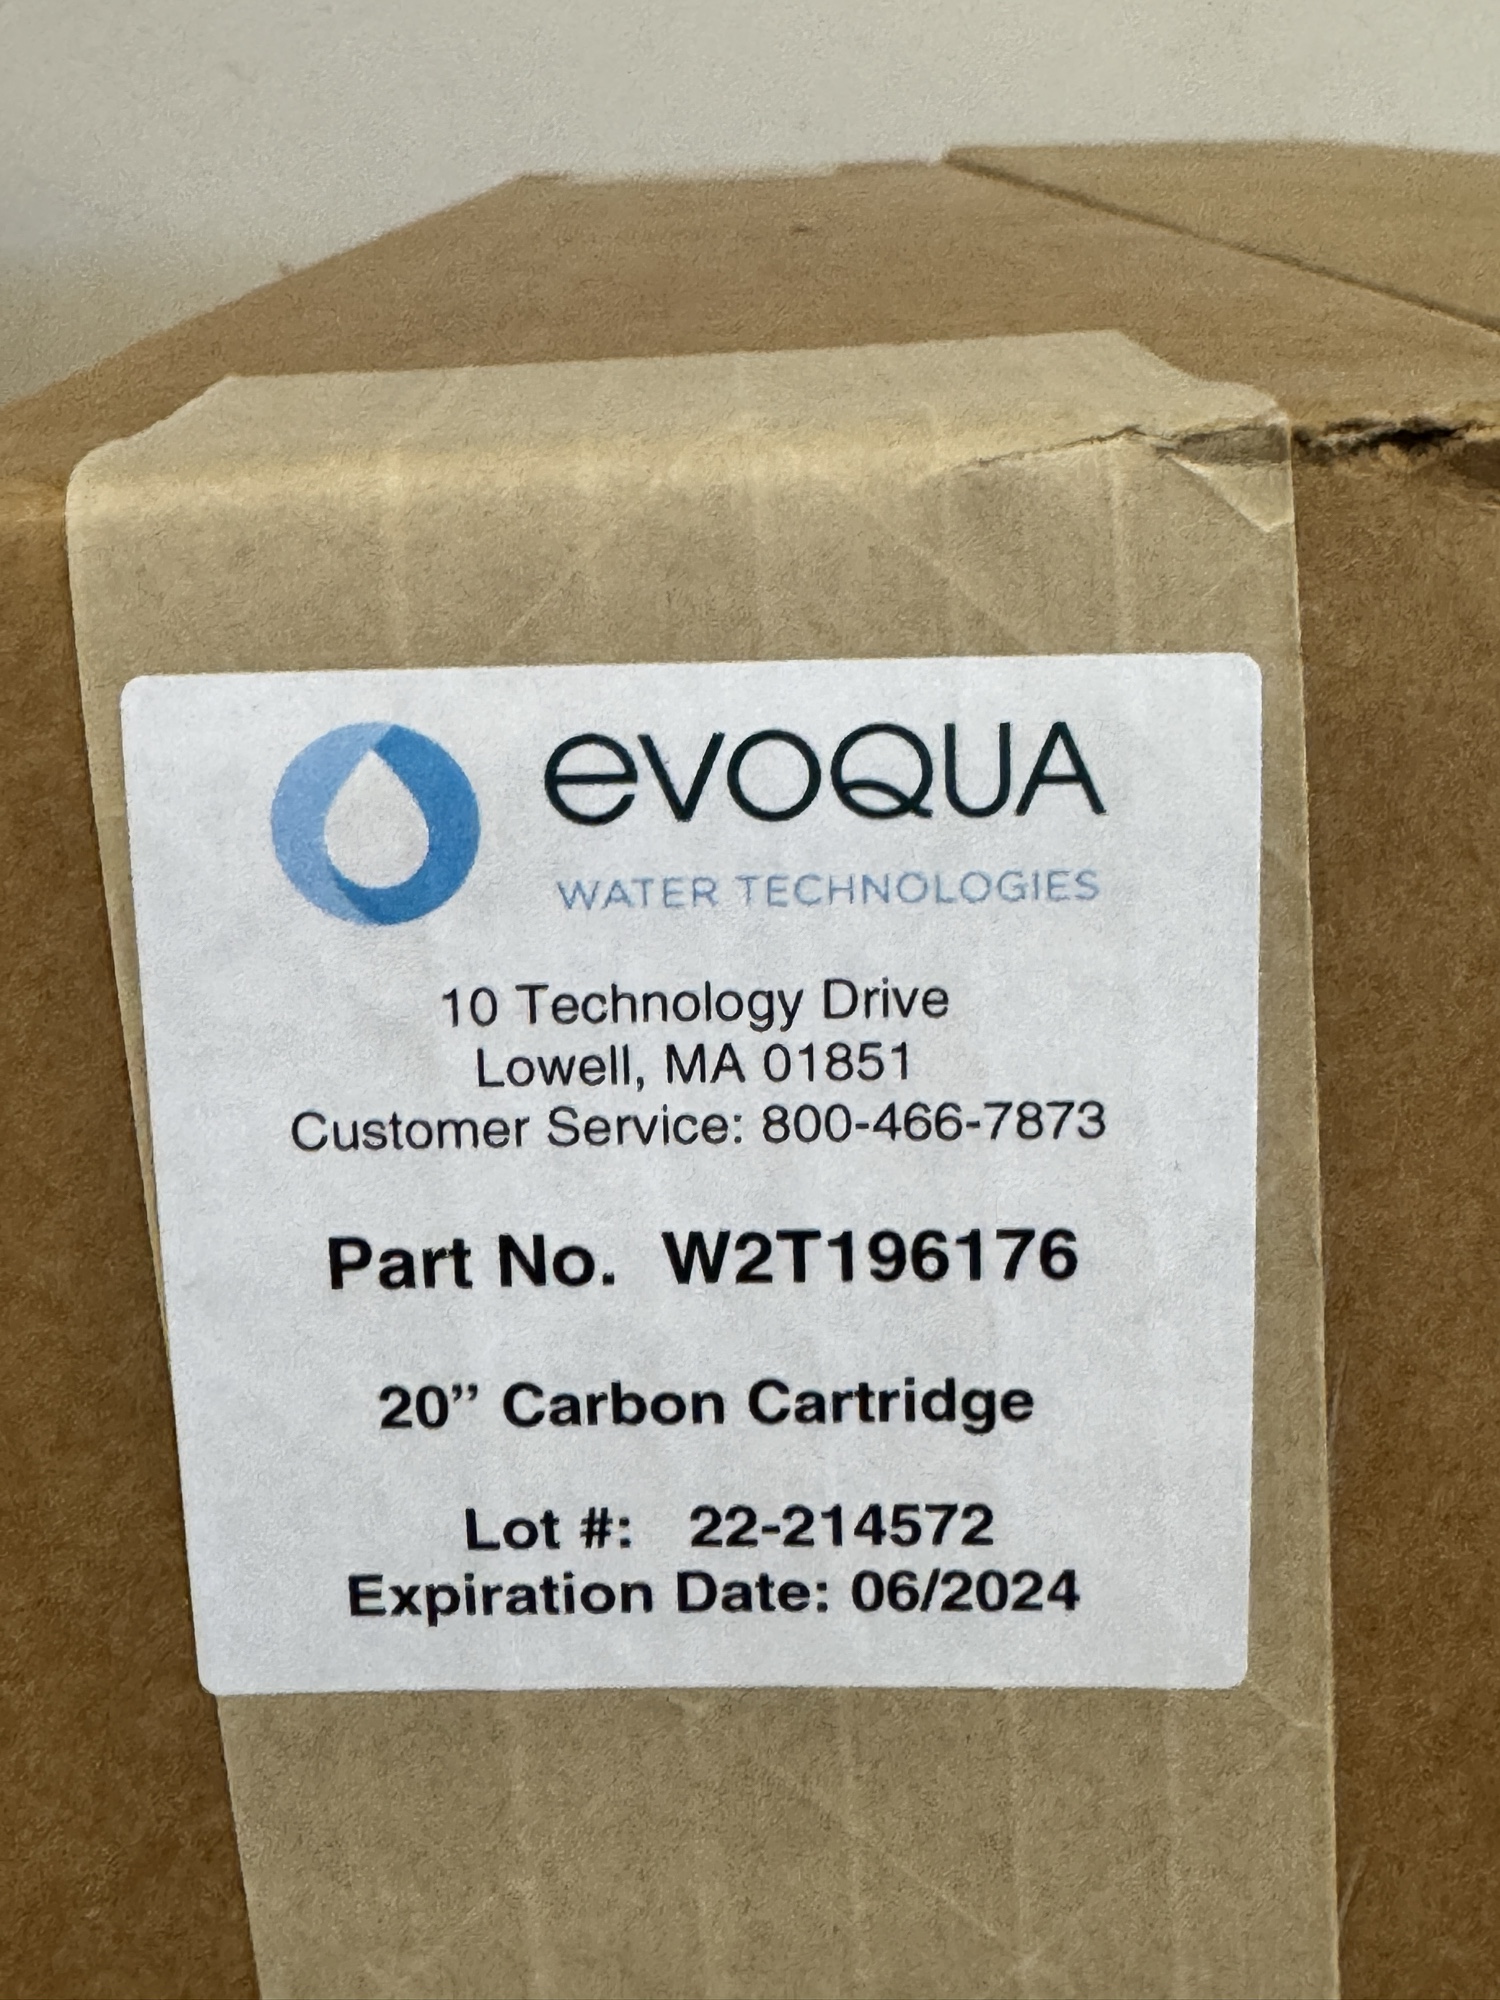 evoQUA
WATER TECHNOLOGIES
10 Technology Drive
Lowell, MA 01851
Customer Service: 800-466-7873
Part No. W2T196176
20” Carbon Cartridge
Lot #: 22-214572
Expiration Date: 06/2024